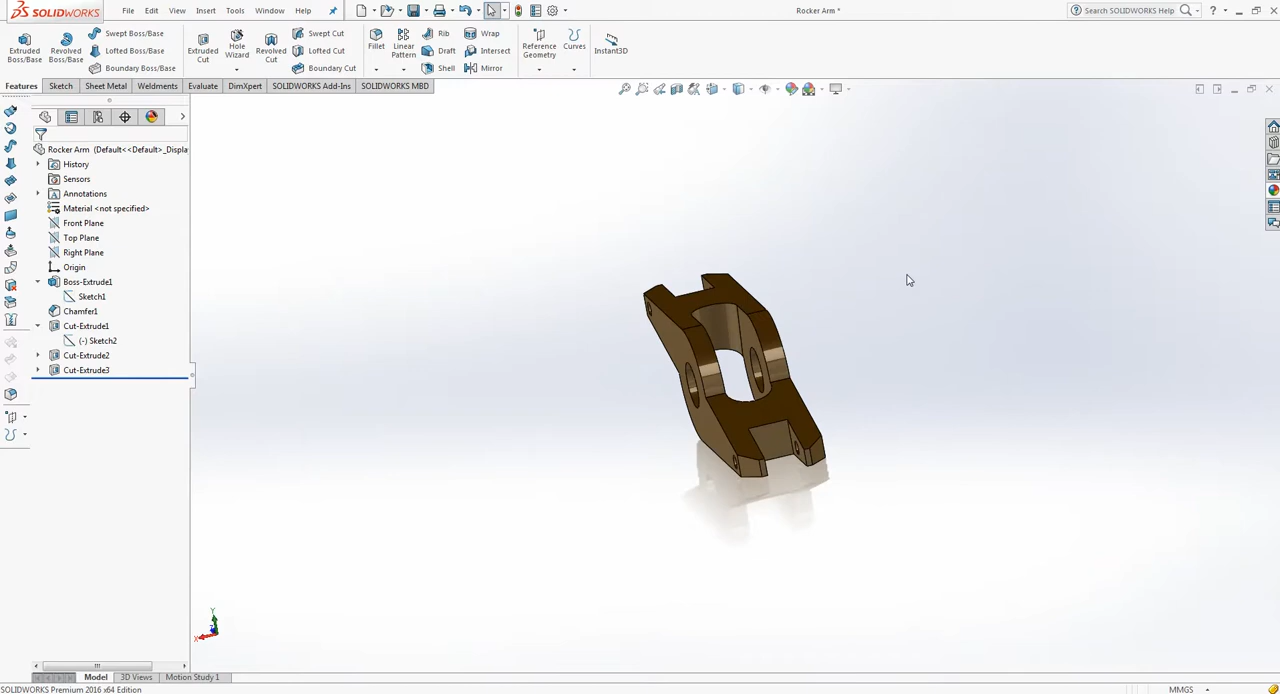 SOLIDWORKS File Edit View Insert Tools Window Help Rocker Arm * Search SOLIDWORKS Help ?
Extruded Boss/Base
Revolved Boss/Base
Swept Boss/Base
Lofted Boss/Base
Boundary Boss/Base
Extruded Cut
Hole Wizard
Revolved Cut
Swept Cut
Lofted Cut
Boundary Cut
Fillet
Linear Pattern
Rib
Draft
Shell
Wrap
Intersect
Mirror
Reference Geometry
Curves
Instant3D
Features Sketch Sheet Metal Weldments Evaluate DimXpert SOLIDWORKS Add-Ins SOLIDWORKS MBD
Rocker Arm (Default<<Default>_Displa
History
Sensors
Annotations
Material <not specified>
Front Plane
Top Plane
Right Plane
Origin
Boss-Extrude1
Sketch1
Chamfer1
Cut-Extrude1
(-) Sketch2
Cut-Extrude2
Cut-Extrude3
Y
X
Model 3D Views Motion Study 1
SOLIDWORKS Premium 2016 x64 Edition MMGS